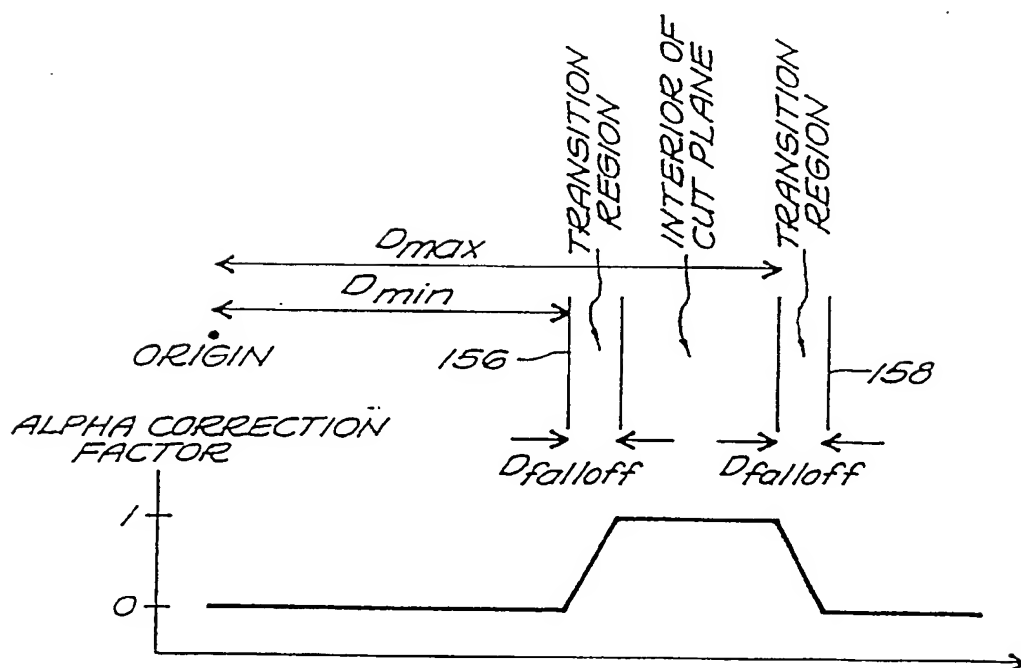 TRANSITION
REGION
INTERIOR OF
CUT PLANE
TRANSITION
REGION
Dmax
Dmin
ORIGIN
156
158
ALPHA CORRECTION
FACTOR
Dfalloff
Dfalloff
1
0